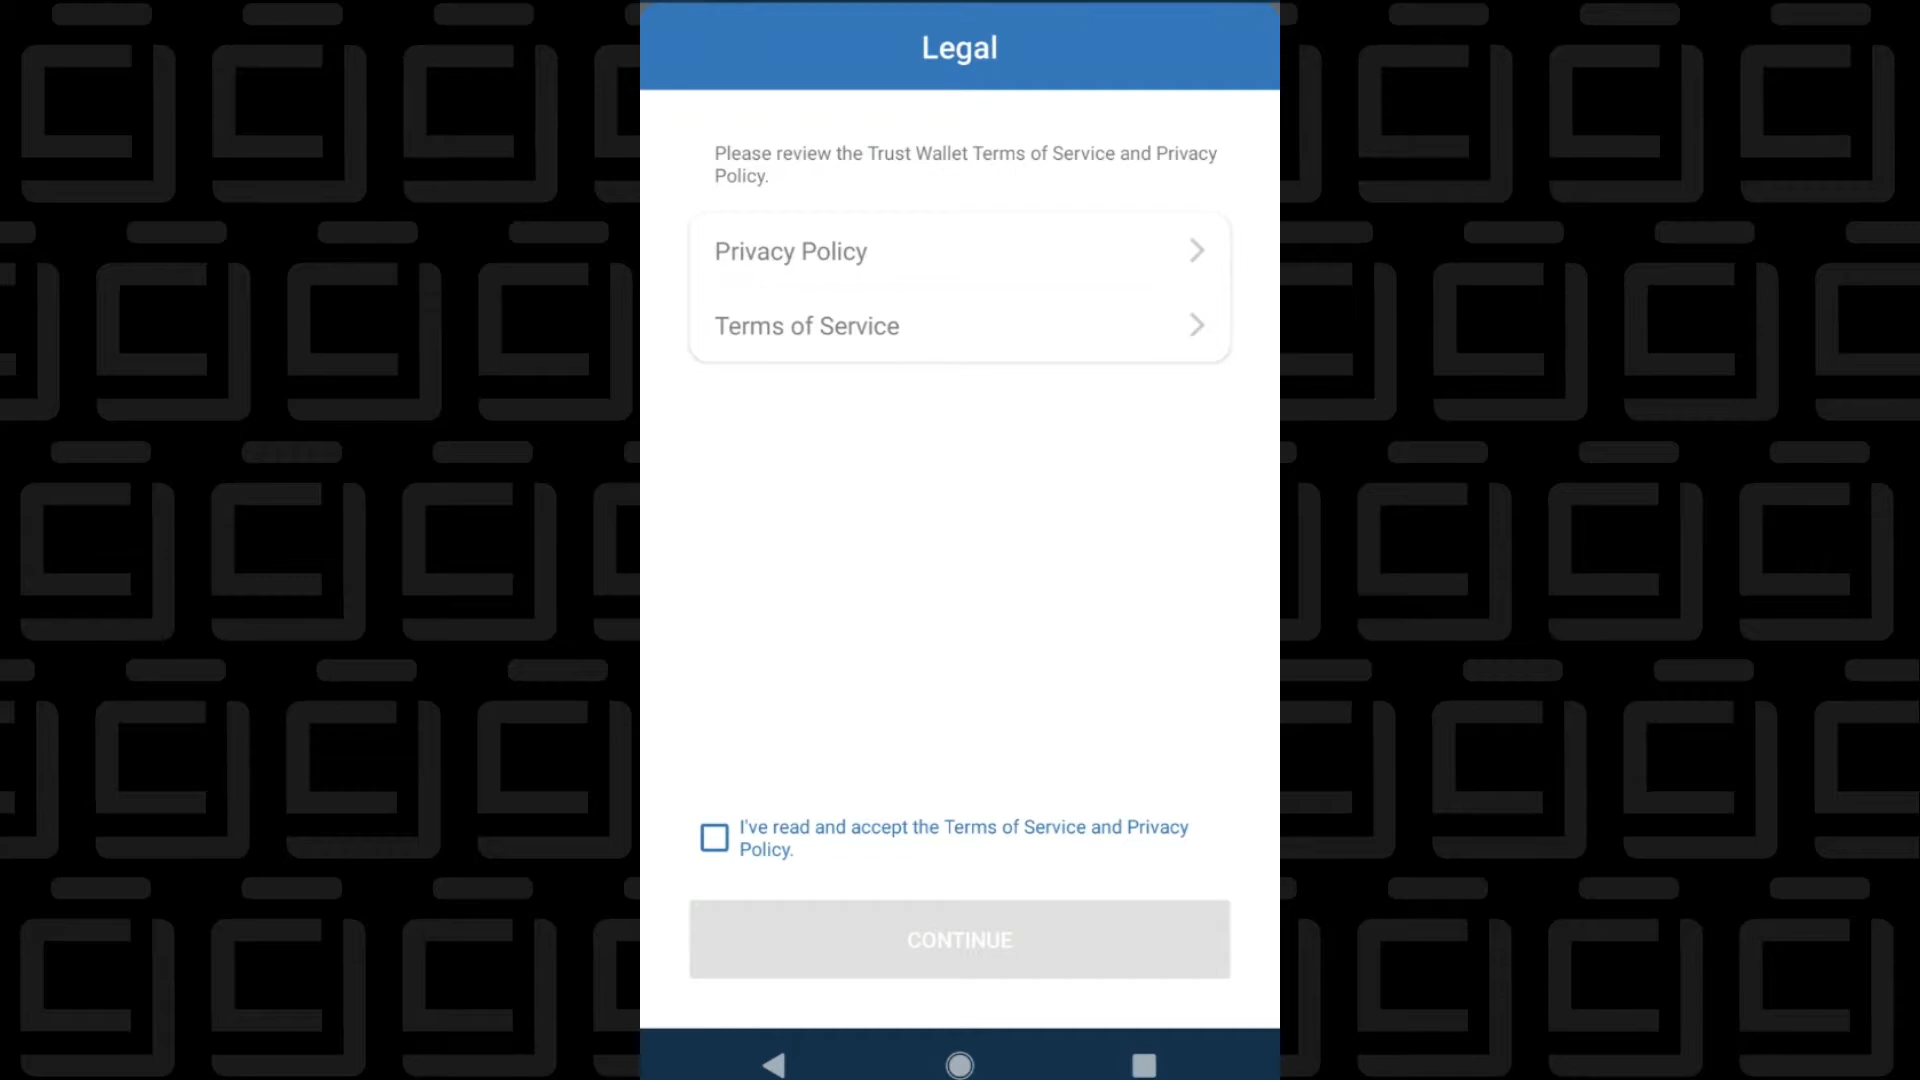 Legal
Please review the Trust Wallet Terms of Service and Privacy
Policy.
Privacy Policy
Terms of Service
I've read and accept the Terms of Service and Privacy
Policy.
CONTINUE